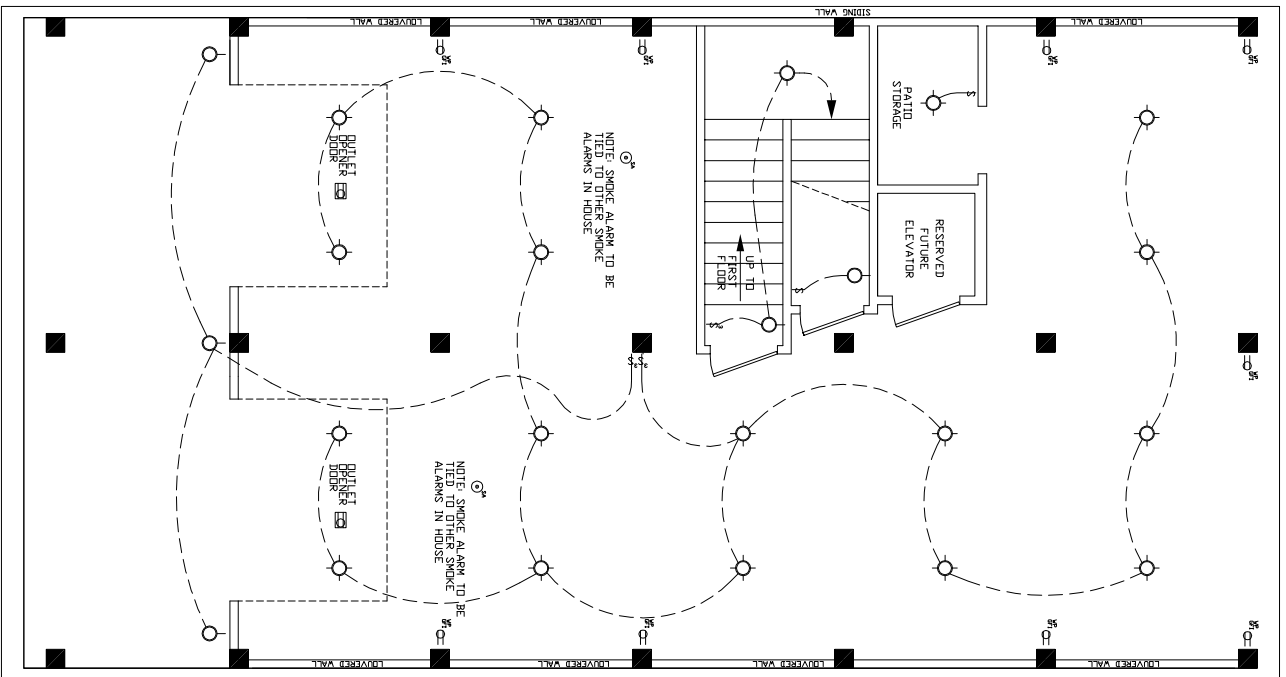 SIDING WALL
LOUVERED WALL
LOUVERED WALL
LOUVERED WALL
PATIO
STORAGE
S
NOTE: SMOKE ALARM TO BE
TIED TO OTHER SMOKE
ALARMS IN HOUSE
OUTLET
OPENER
DOOR
RESERVED
FUTURE
ELEVATOR
UP TO
FIRST
FLOOR
S
NOTE: SMOKE ALARM TO BE
TIED TO OTHER SMOKE
ALARMS IN HOUSE
OUTLET
OPENER
DOOR
LOUVERED WALL
LOUVERED WALL
LOUVERED WALL
LOUVERED WALL